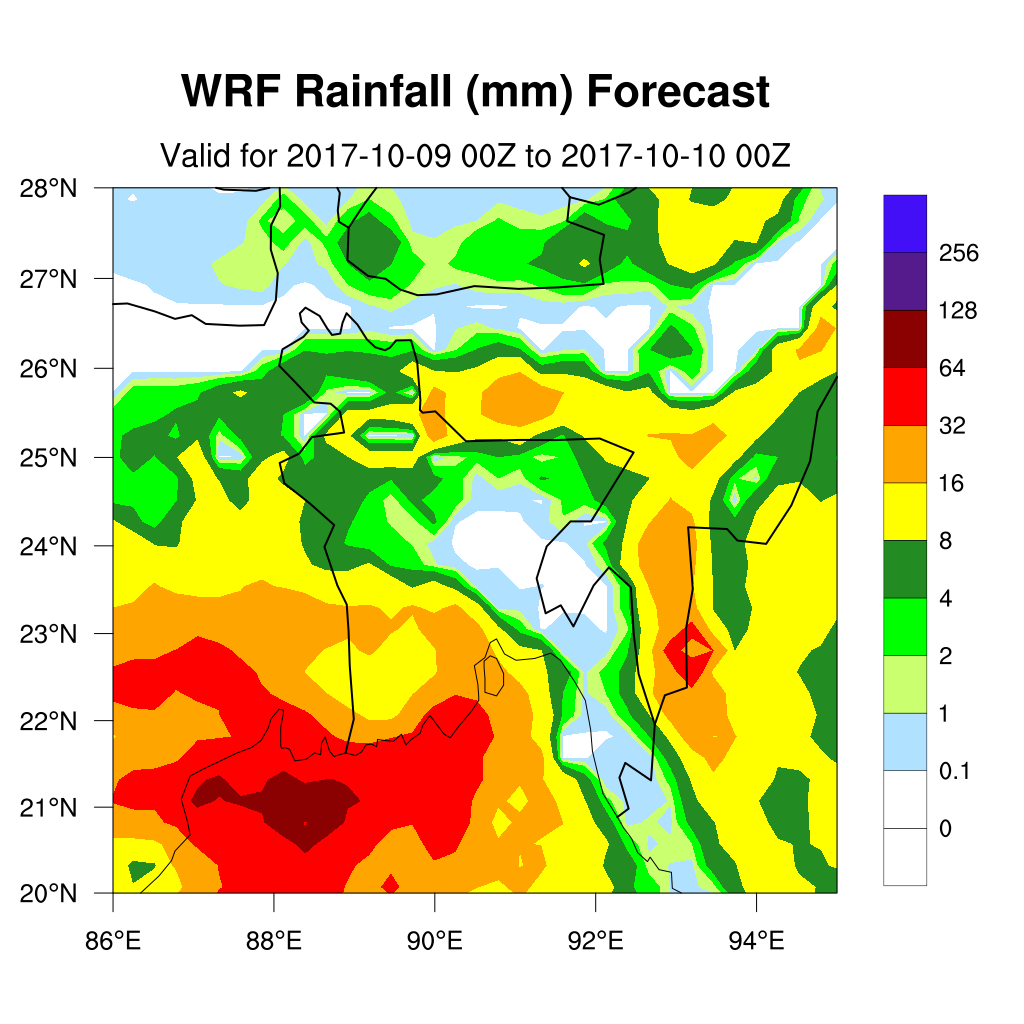 WRF Rainfall (mm) Forecast
Valid for 2017-10-09 00Z to 2017-10-10 00Z
28°N
27°N
26°N
25°N
24°N
23°N
22°N
21°N
20°N
86°E 88°E 90°E 92°E 94°E
256
128
64
32
16
8
4
2
1
0.1
0